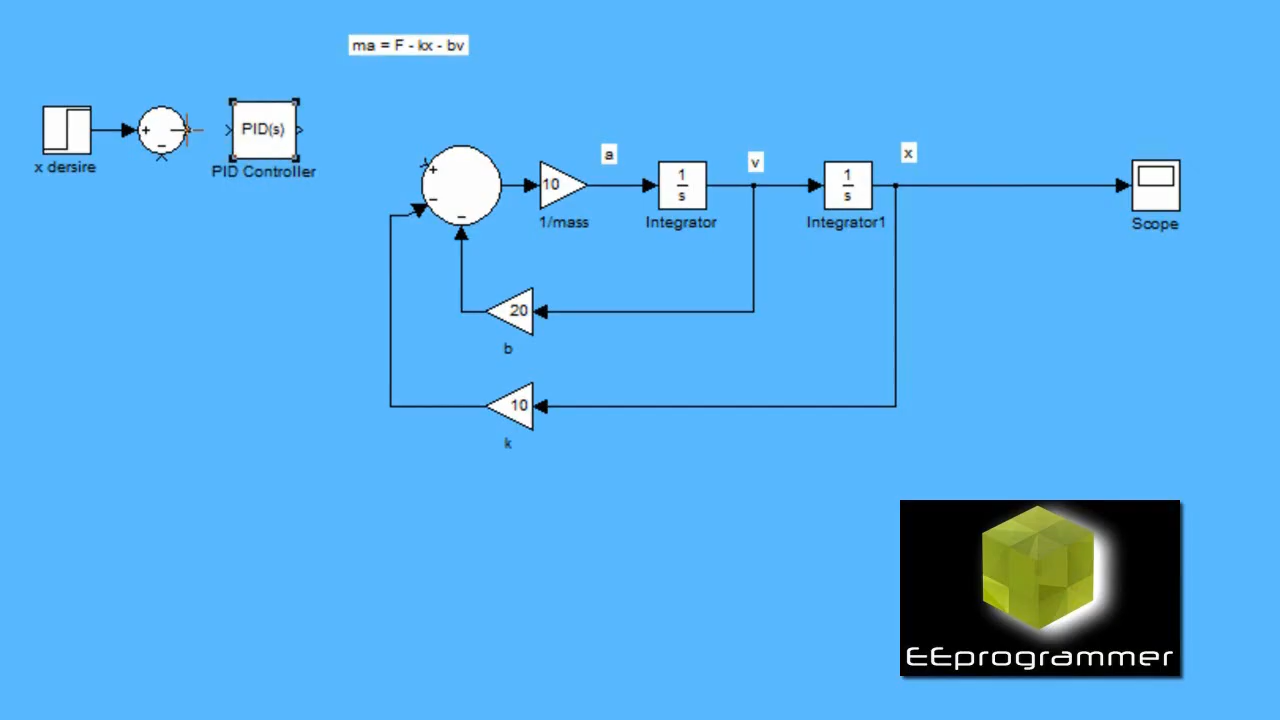 ma = F - kx - bv
x dersire
+
−
PID(s)
PID Controller
+
−
−
10
1/mass
a
1
s
Integrator
v
1
s
Integrator1
x
Scope
20
b
10
k
EEprogrammer